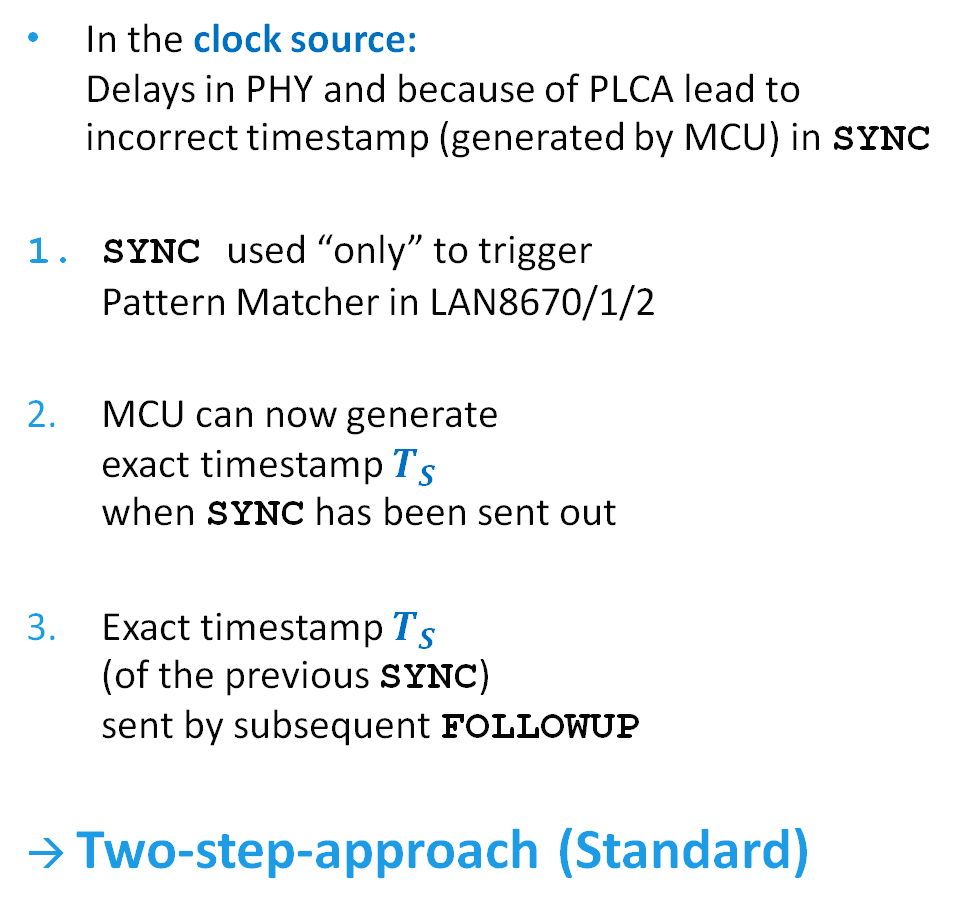 • In the clock source:
Delays in PHY and because of PLCA lead to
incorrect timestamp (generated by MCU) in SYNC
1. SYNC used “only” to trigger
Pattern Matcher in LAN8670/1/2
2. MCU can now generate
exact timestamp T_S
when SYNC has been sent out
3. Exact timestamp T_S
(of the previous SYNC)
sent by subsequent FOLLOWUP
→ Two-step-approach (Standard)